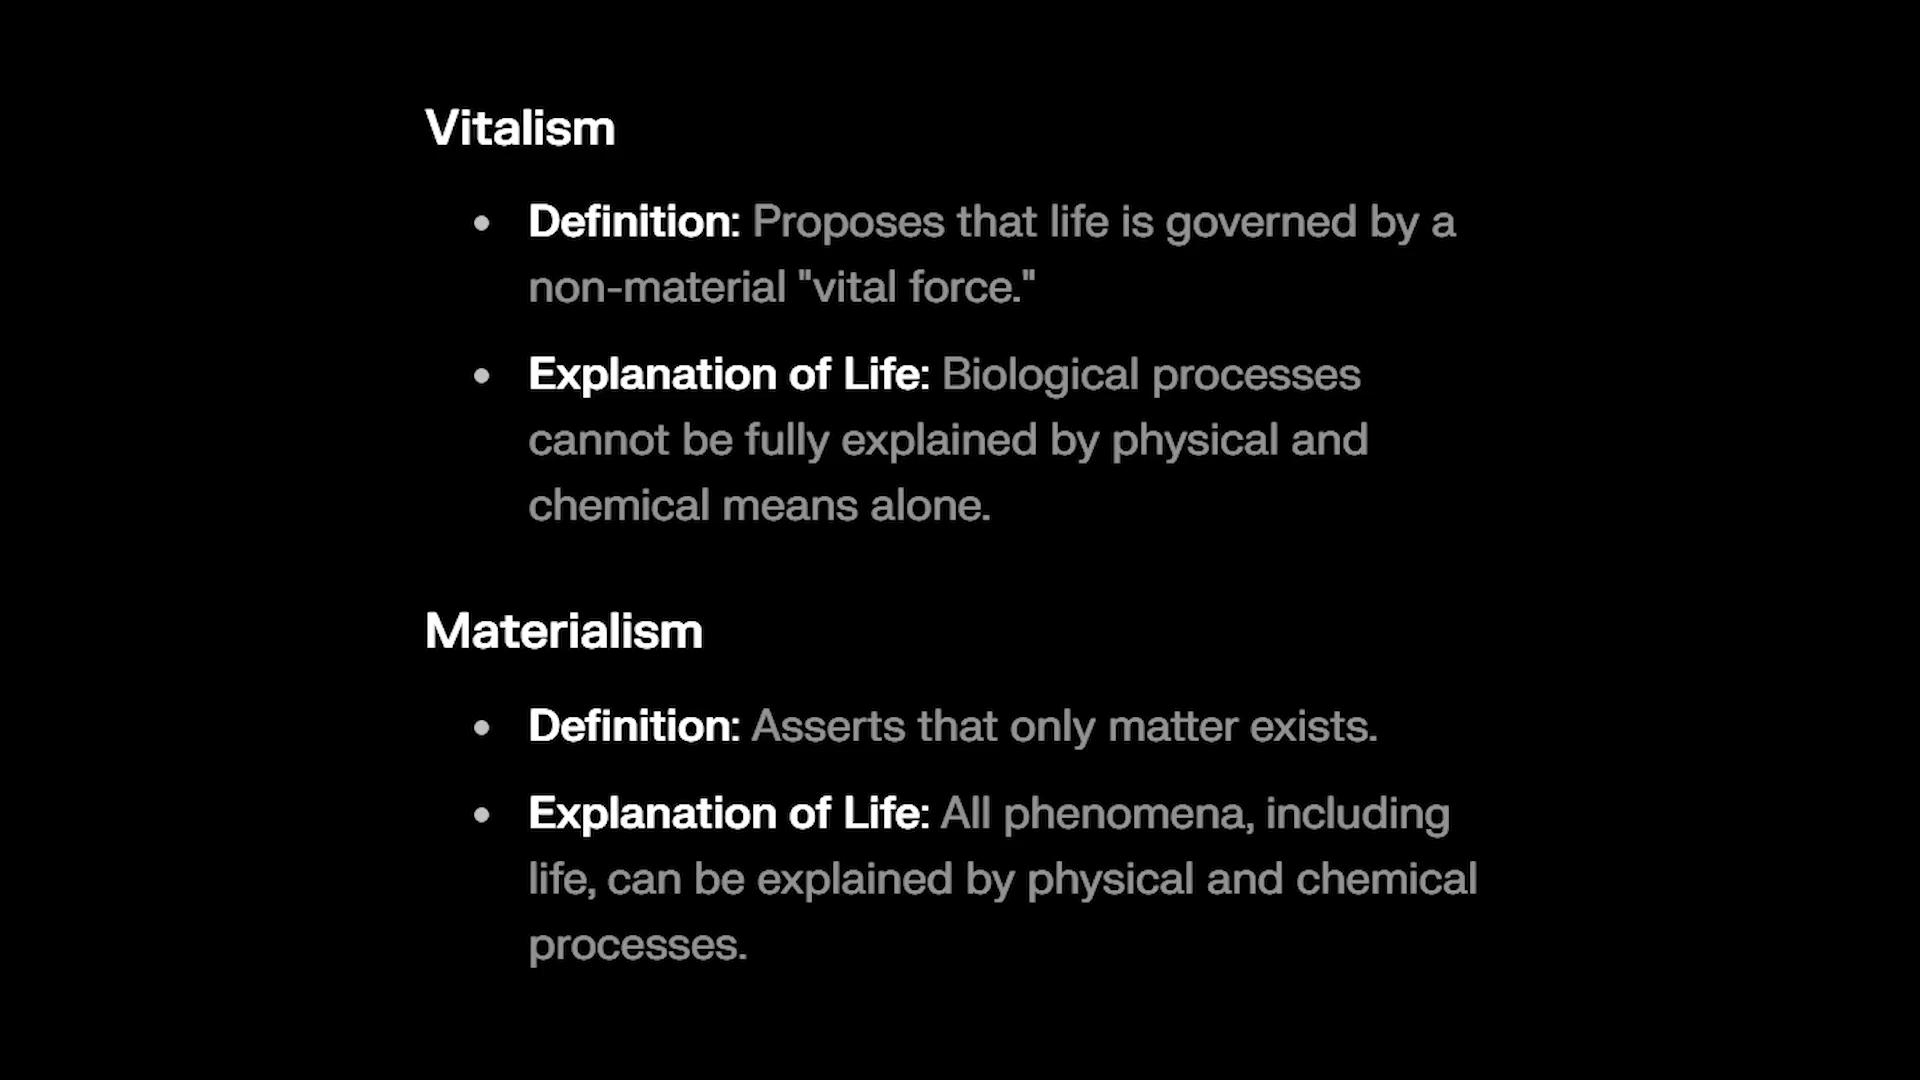 Vitalism
• Definition: Proposes that life is governed by a
non-material "vital force."
• Explanation of Life: Biological processes
cannot be fully explained by physical and
chemical means alone.
Materialism
• Definition: Asserts that only matter exists.
• Explanation of Life: All phenomena, including
life, can be explained by physical and chemical
processes.